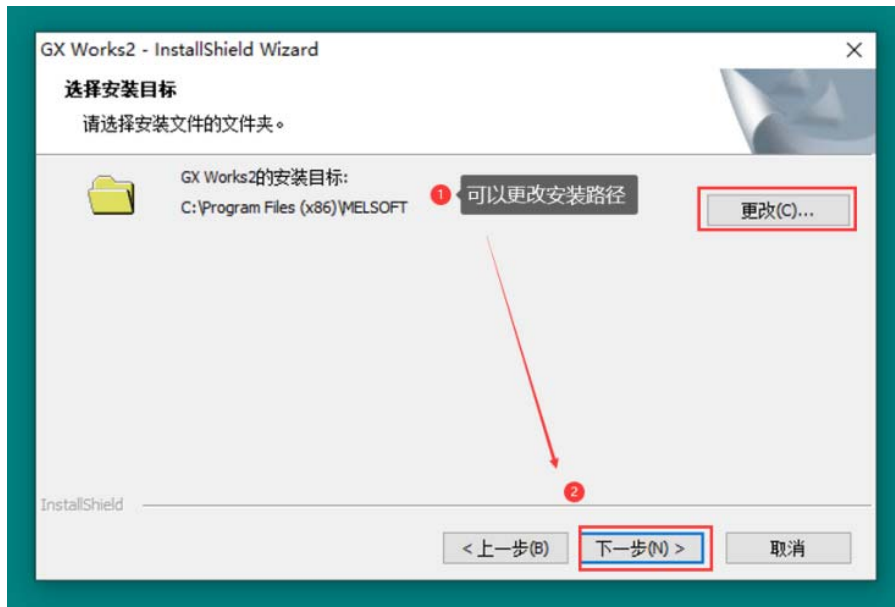 GX Works2 - InstallShield Wizard
选择安装目标
请选择安装文件的文件夹。
GX Works2的安装目标:
C:\Program Files (x86)\MELSOFT
1 可以更改安装路径
更改(C)...
2
InstallShield
< 上一步(B)
下一步(N) >
取消